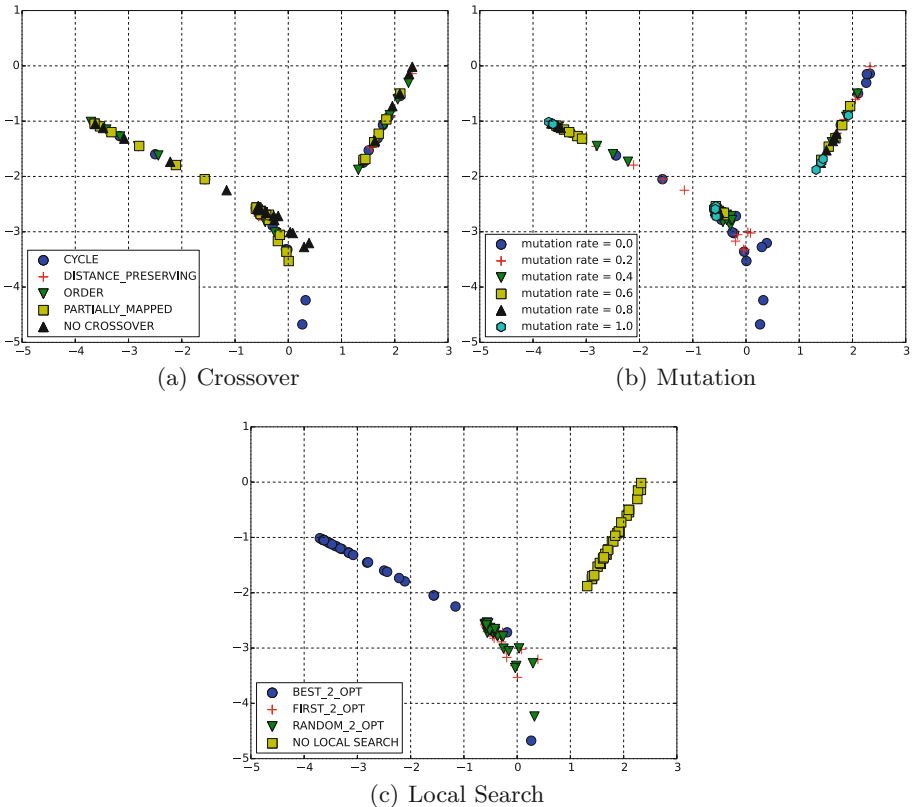 1
0
−1
−2
−3
−4
−5
−5
−4
−3
−2
−1
0
1
2
3
CYCLE
DISTANCE_PRESERVING
ORDER
PARTIALLY_MAPPED
NO CROSSOVER
(a) Crossover
1
0
−1
−2
−3
−4
−5
−5
−4
−3
−2
−1
0
1
2
3
mutation rate = 0.0
mutation rate = 0.2
mutation rate = 0.4
mutation rate = 0.6
mutation rate = 0.8
mutation rate = 1.0
(b) Mutation
1
0
−1
−2
−3
−4
−5
−5
−4
−3
−2
−1
0
1
2
3
BEST_2_OPT
FIRST_2_OPT
RANDOM_2_OPT
NO LOCAL SEARCH
(c) Local Search